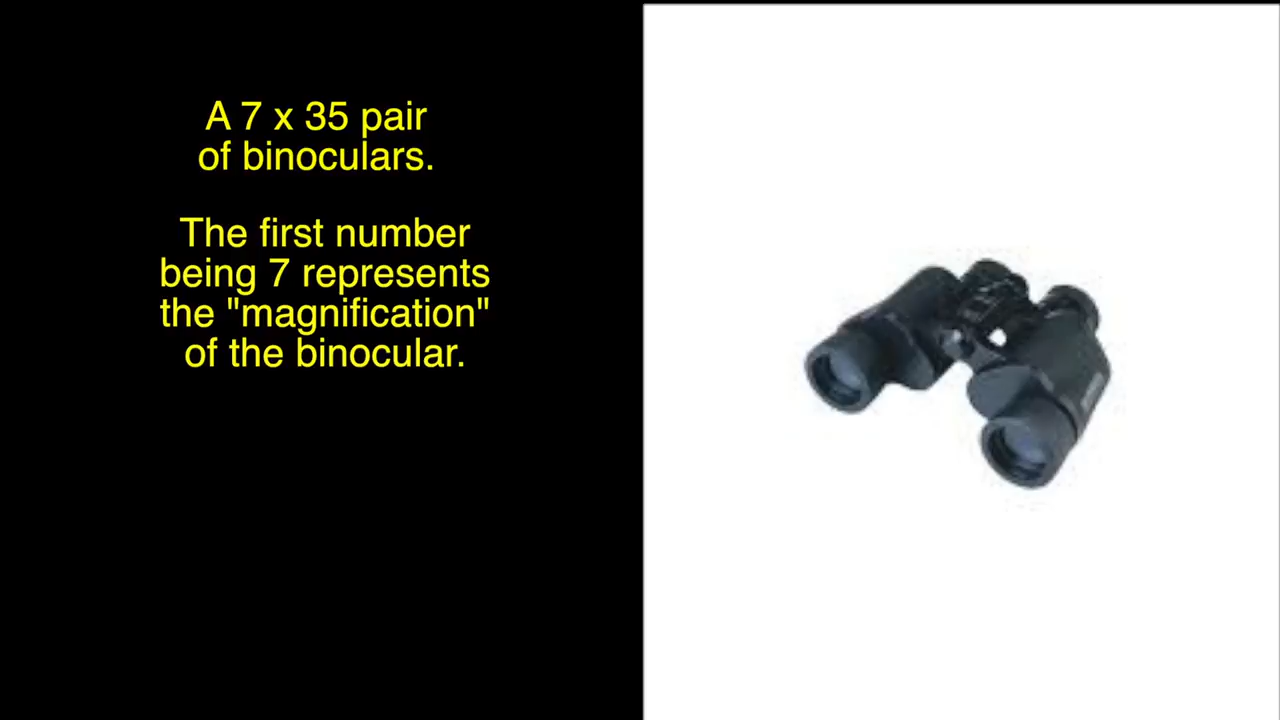 A 7 x 35 pair
of binoculars.
The first number
being 7 represents
the "magnification"
of the binocular.